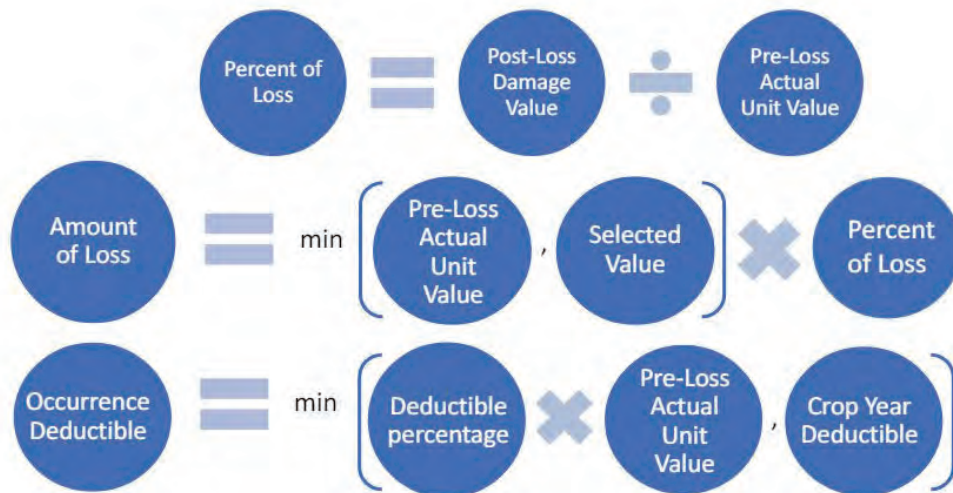 Percent of
Loss
Post-Loss
Damage
Value
Pre-Loss
Actual
Unit Value
Amount
of Loss
min
Pre-Loss
Actual
Unit
Value
,
Selected
Value
Percent
of Loss
Occurrence
Deductible
min
Deductible
percentage
Pre-Loss
Actual
Unit
Value
,
Crop Year
Deductible